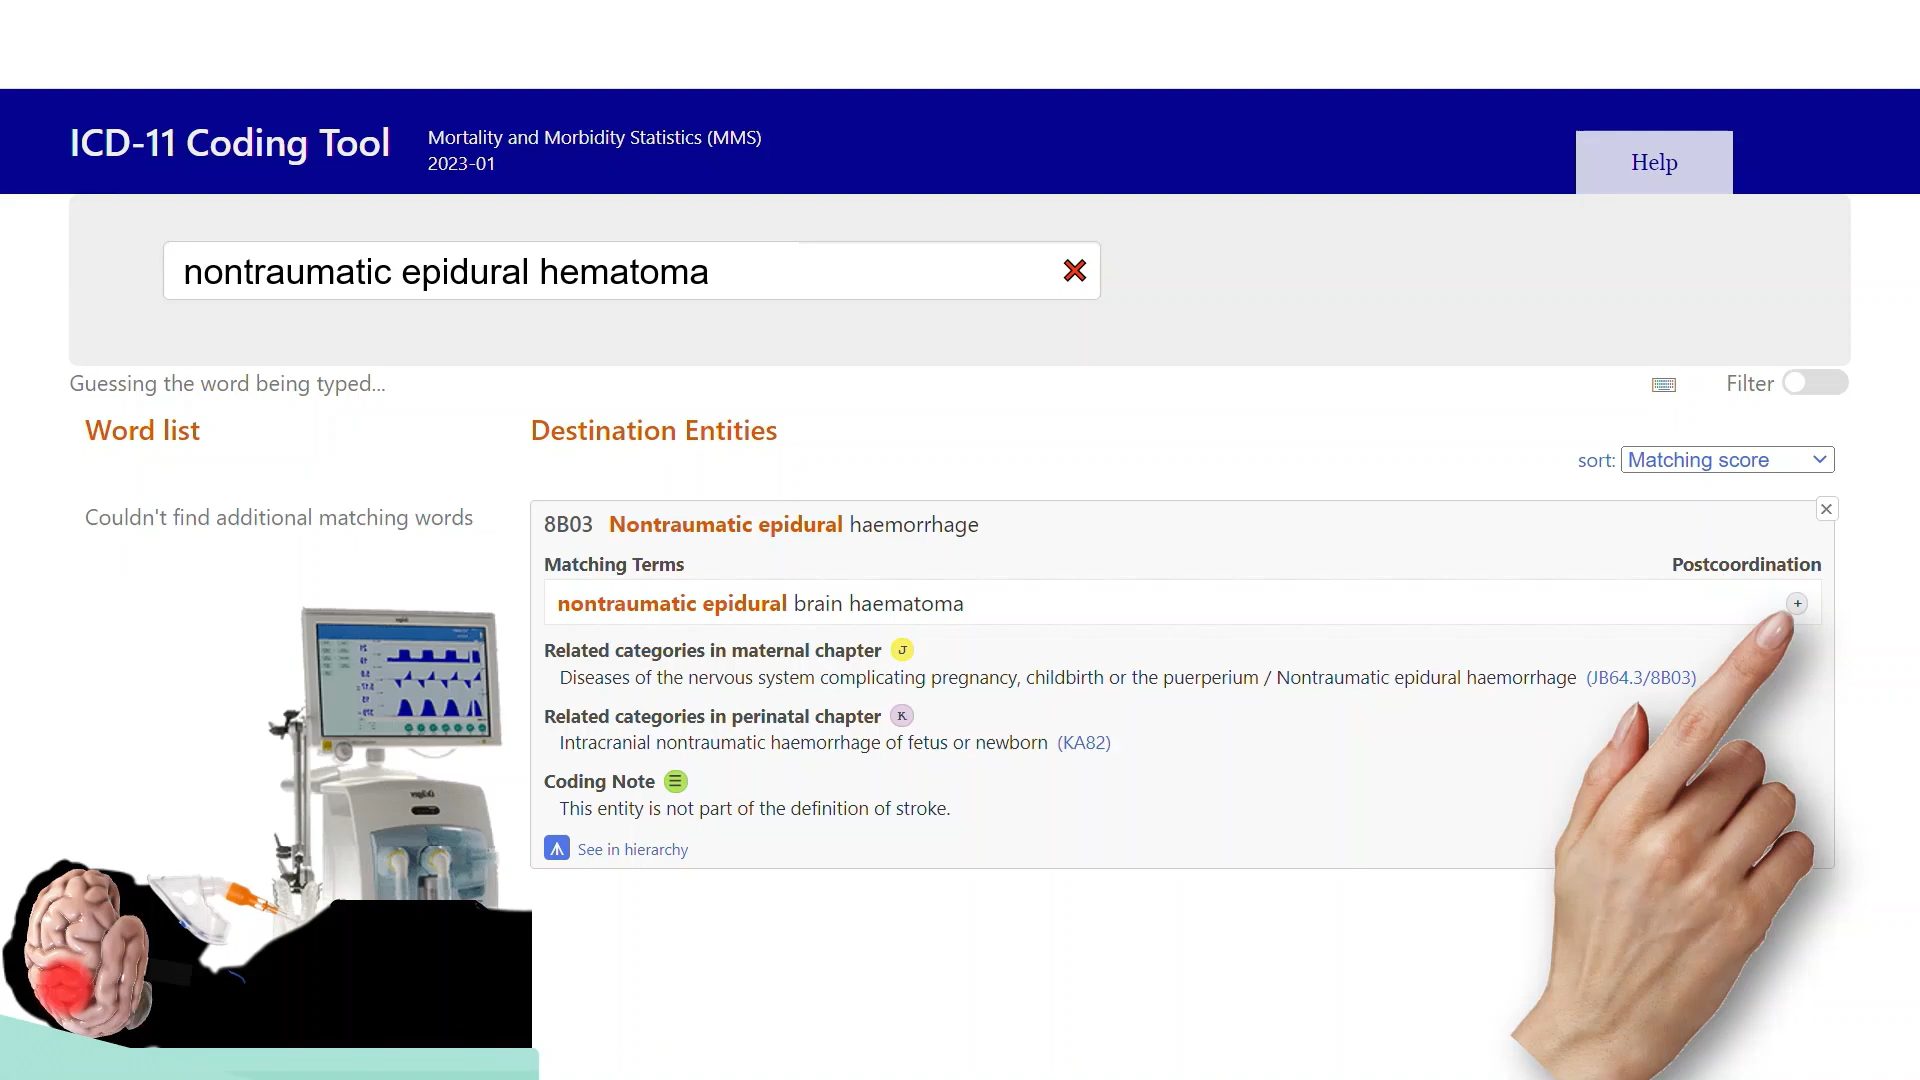 ICD-11 Coding Tool
Mortality and Morbidity Statistics (MMS)
2023-01
Help
nontraumatic epidural hematoma
Guessing the word being typed...
Filter
Word list
Destination Entities
sort: Matching score
Couldn't find additional matching words
8B03 Nontraumatic epidural haemorrhage
Matching Terms
Postcoordination
nontraumatic epidural brain haematoma
+
Related categories in maternal chapter J
Diseases of the nervous system complicating pregnancy, childbirth or the puerperium / Nontraumatic epidural haemorrhage (JB64.3/8B03)
Related categories in perinatal chapter K
Intracranial nontraumatic haemorrhage of fetus or newborn (KA82)
Coding Note
This entity is not part of the definition of stroke.
See in hierarchy